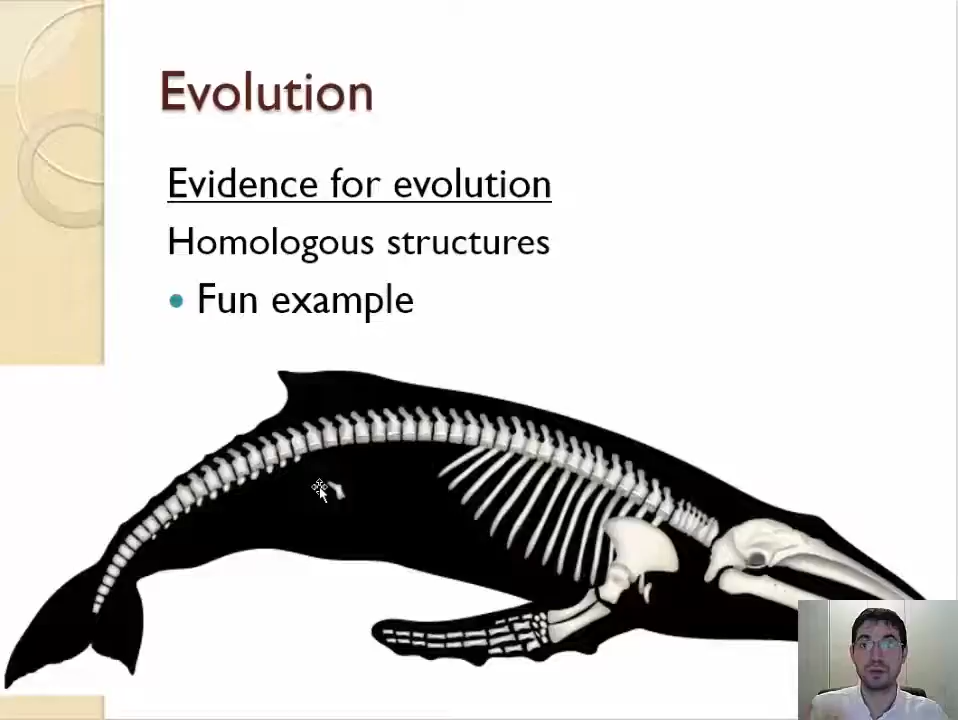 Evolution
Evidence for evolution
Homologous structures
Fun example